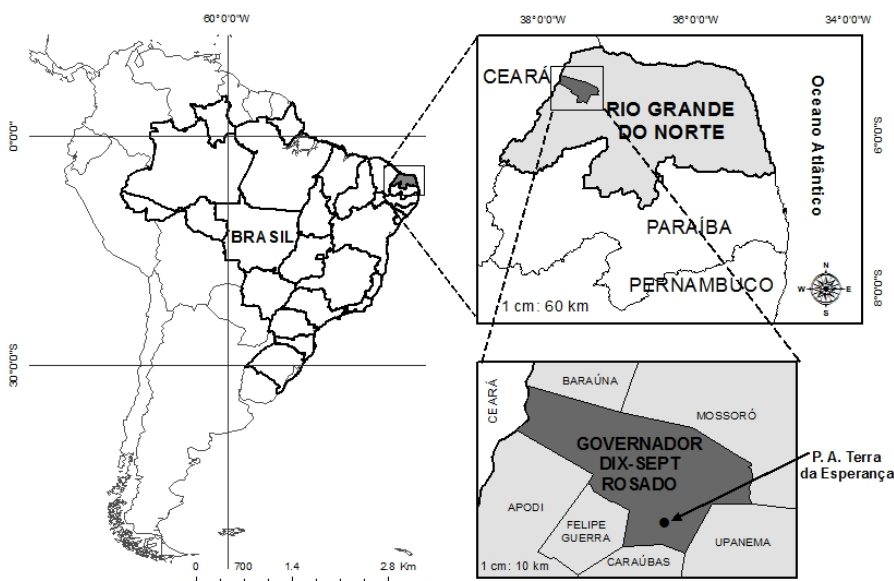 60°0'0"W
0°0'0"
30°0'0"S
BRASIL
0 700 1.4 2.8 Km
38°0'0"W 36°0'0"W 34°0'0"W
CEARÁ
RIO GRANDE
DO NORTE
Oceano Atlântico
6°0'0"S
PARAÍBA
PERNAMBUCO
8°0'0"S
N
W E
S
1 cm: 60 km
CEARÁ
BARAÚNA
MOSSORÓ
GOVERNADOR
DIX-SEPT
ROSADO
P. A. Terra
da Esperança
APODI
FELIPE
GUERRA
UPANEMA
CARAÚBAS
1 cm: 10 km